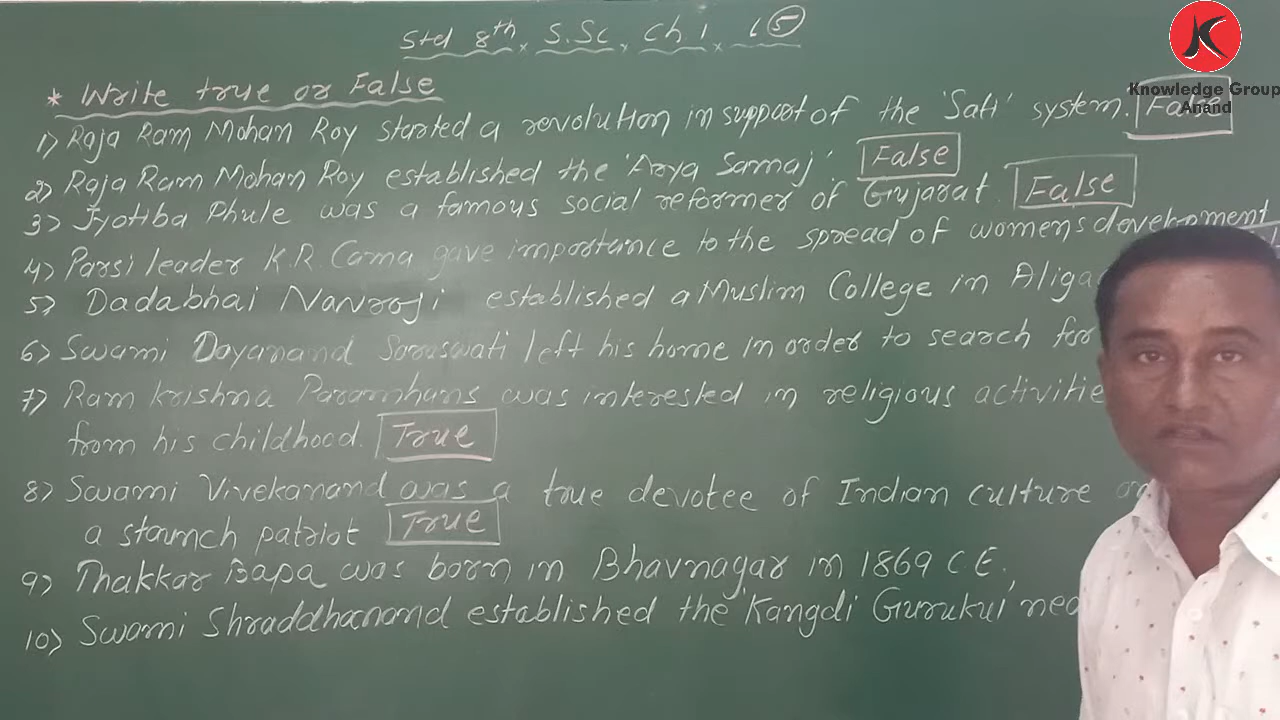 Std 8th, S.Sc, Ch.1 (5)
Knowledge Group
Anand
* Write true or False
1) Raja Ram Mohan Roy started a revolution in support of the 'Sati' system. False
2) Raja Ram Mohan Roy established the 'Arya Samaj'. False
3) Jyotiba Phule was a famous social reformer of Gujarat. False
4) Parsi leader K.R. Cama gave importance to the spread of womens development
5) Dadabhai Navroji established a Muslim College in
6) Swami Dayanand Saraswati left his home in order to search for
7) Ram krishna Paramhans was interested in religious
from his childhood. True
8) Swami Vivekanand was a true devotee of Indian culture
a staunch patriot True
9) Thakkar Bapa was born in Bhavnagar in 1869 C.E.
10) Swami Shraddhanand established the 'Kangdi Gurukul'